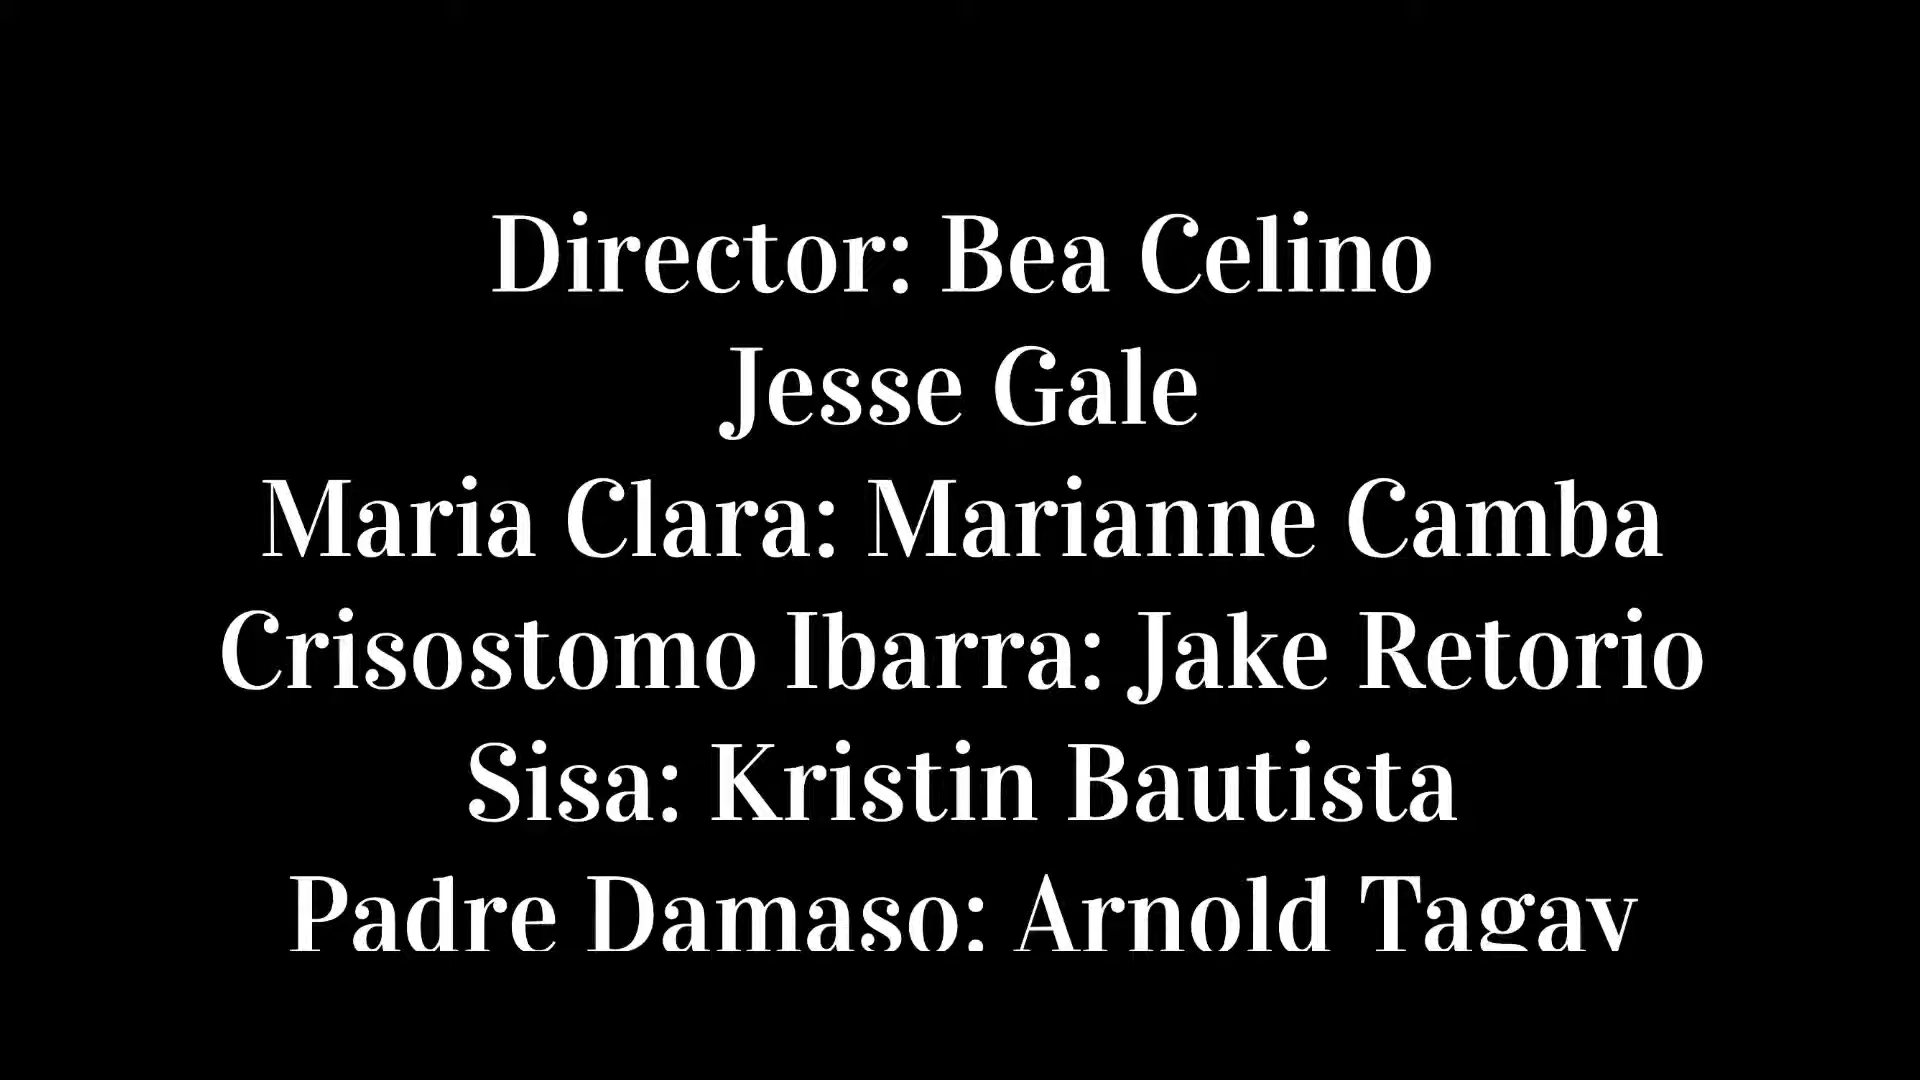 Director: Bea Celino
Jesse Gale
Maria Clara: Marianne Camba
Crisostomo Ibarra: Jake Retorio
Sisa: Kristin Bautista
Padre Damaso: Arnold